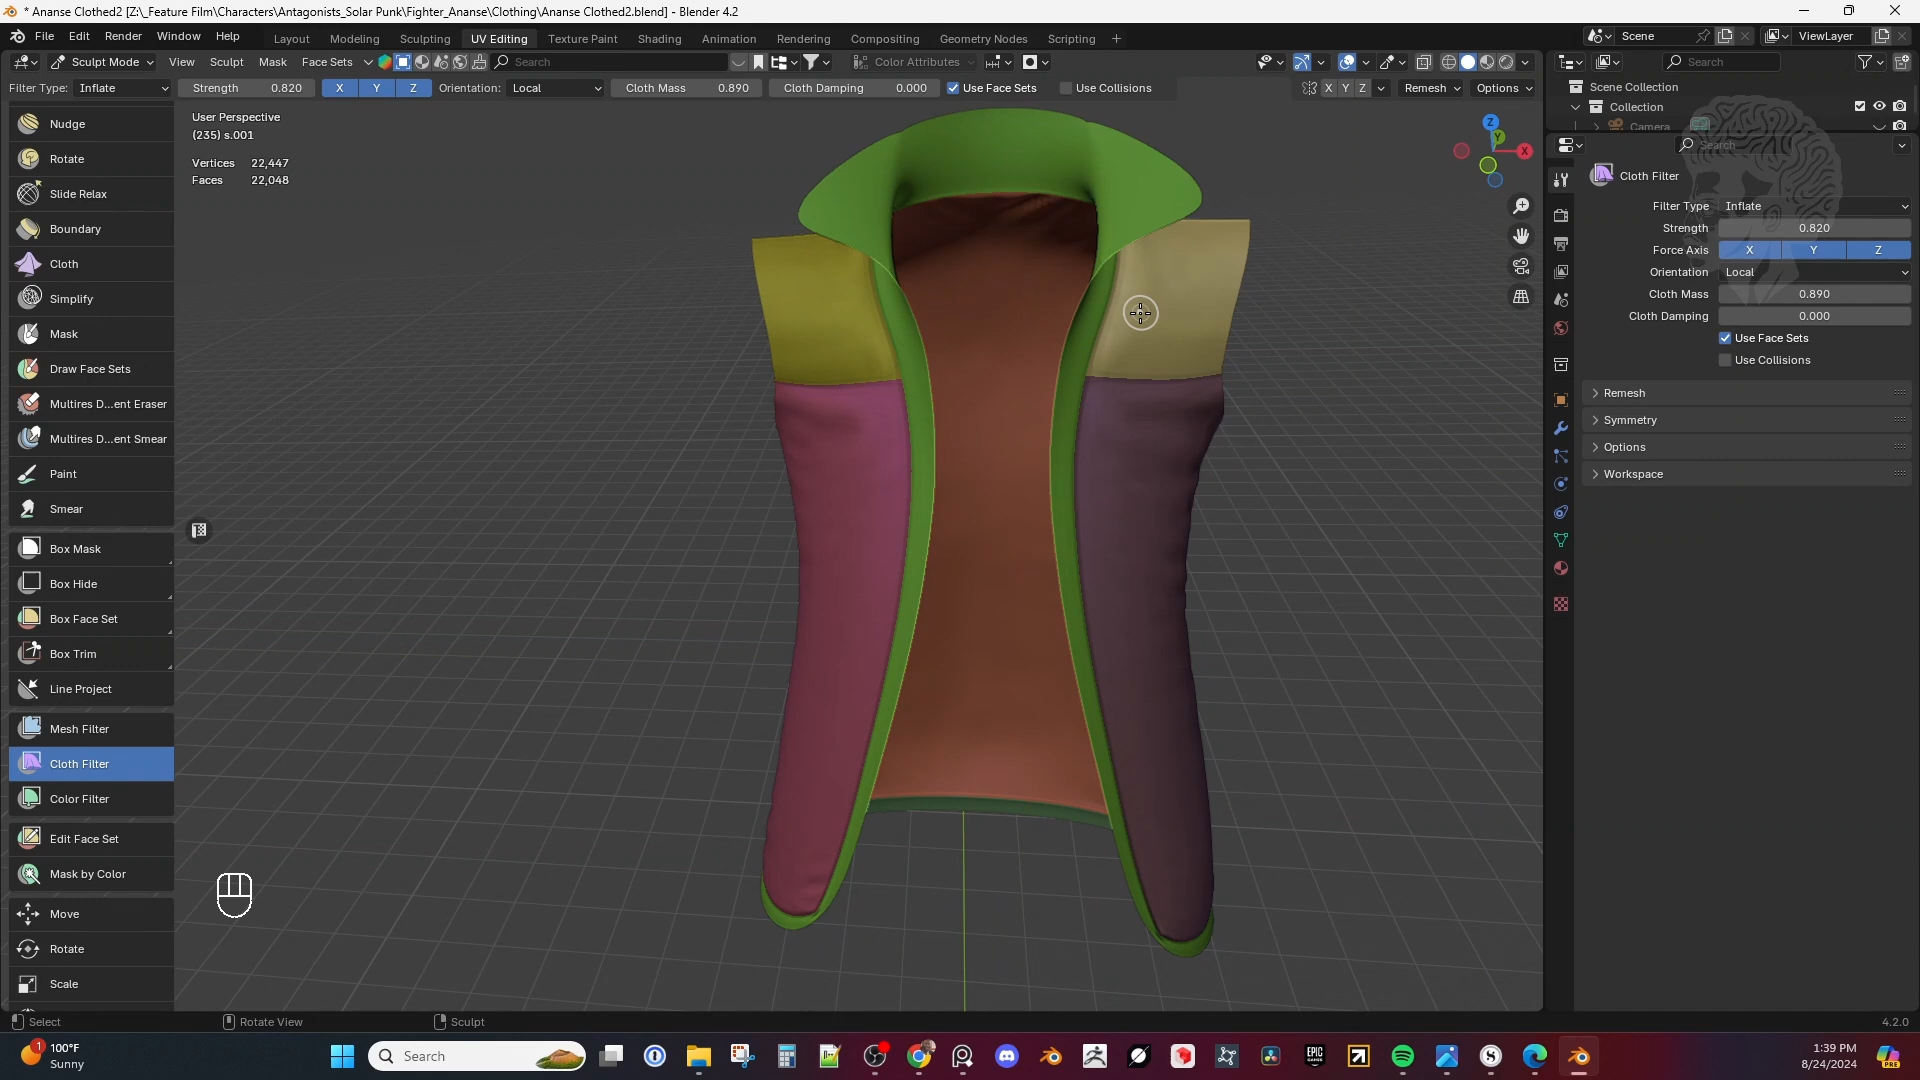 * Ananse Clothed2 [Z:\_Feature Film\Characters\Antagonists_Solar Punk\Fighter_Ananse\Clothing\Ananse Clothed2.blend] - Blender 4.2
File Edit Render Window Help Layout Modeling Sculpting UV Editing Texture Paint Shading Animation Rendering Compositing Geometry Nodes Scripting + Scene ViewLayer
Sculpt Mode View Sculpt Mask Face Sets Search Color Attributes Search
Filter Type: Inflate Strength 0.820 X Y Z Orientation: Local Cloth Mass 0.890 Cloth Damping 0.000 Use Face Sets Use Collisions X Y Z Remesh Options
Scene Collection
Collection
Camera
User Perspective
(235) s.001
Vertices 22,447
Faces 22,048
Z
Y
X
Nudge
Rotate
Slide Relax
Boundary
Cloth
Simplify
Mask
Draw Face Sets
Multires D...ent Eraser
Multires D...ent Smear
Paint
Smear
Box Mask
Box Hide
Box Face Set
Box Trim
Line Project
Mesh Filter
Cloth Filter
Color Filter
Edit Face Set
Mask by Color
Move
Rotate
Scale
Search
Cloth Filter
Filter Type Inflate
Strength 0.820
Force Axis X Y Z
Orientation Local
Cloth Mass 0.890
Cloth Damping 0.000
Use Face Sets
Use Collisions
Remesh
Symmetry
Options
Workspace
Select Rotate View Sculpt 4.2.0
1
100°F
Sunny
Search
EPIC
GAMES
PRE
1:39 PM
8/24/2024